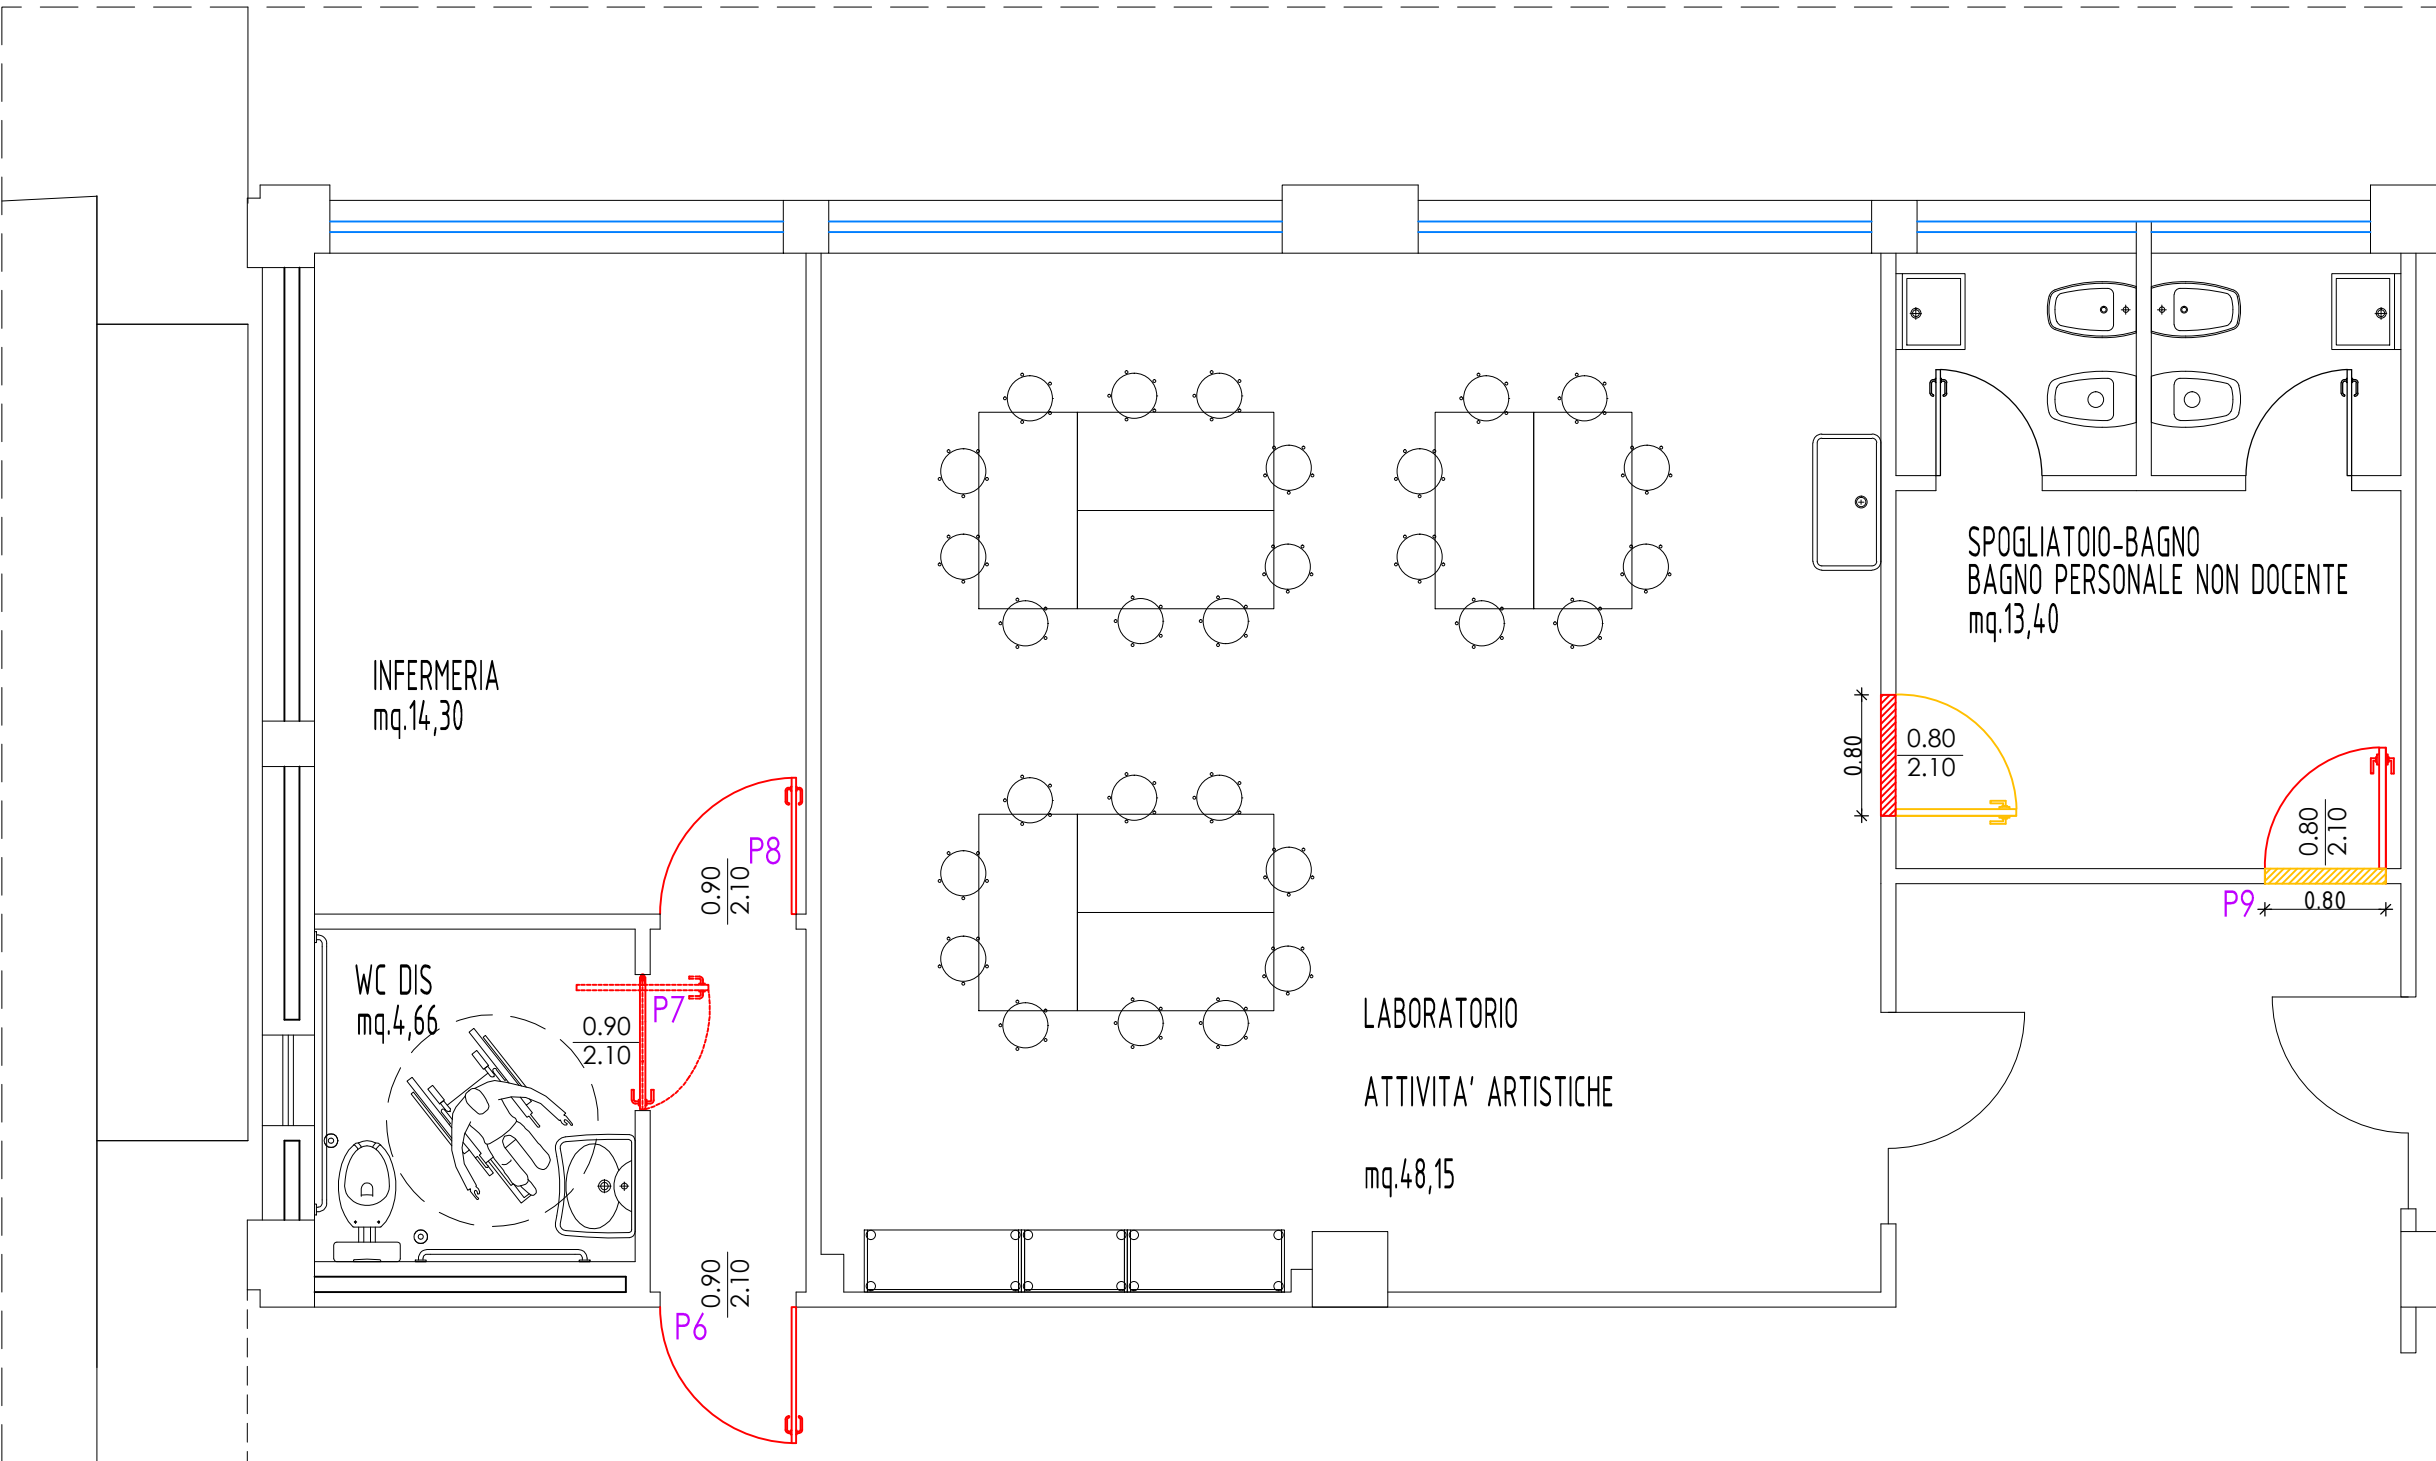 SPOGLIATOIO-BAGNO
BAGNO PERSONALE NON DOCENTE
mq.13,40
INFERMERIA
mq.14,30
0.80
0.80
2.10
0.80
2.10
P8
0.90
2.10
P9
0.80
WC DIS
mq.4,66
P7
0.90
2.10
LABORATORIO
ATTIVITA' ARTISTICHE
mq.48,15
0.90
2.10
P6